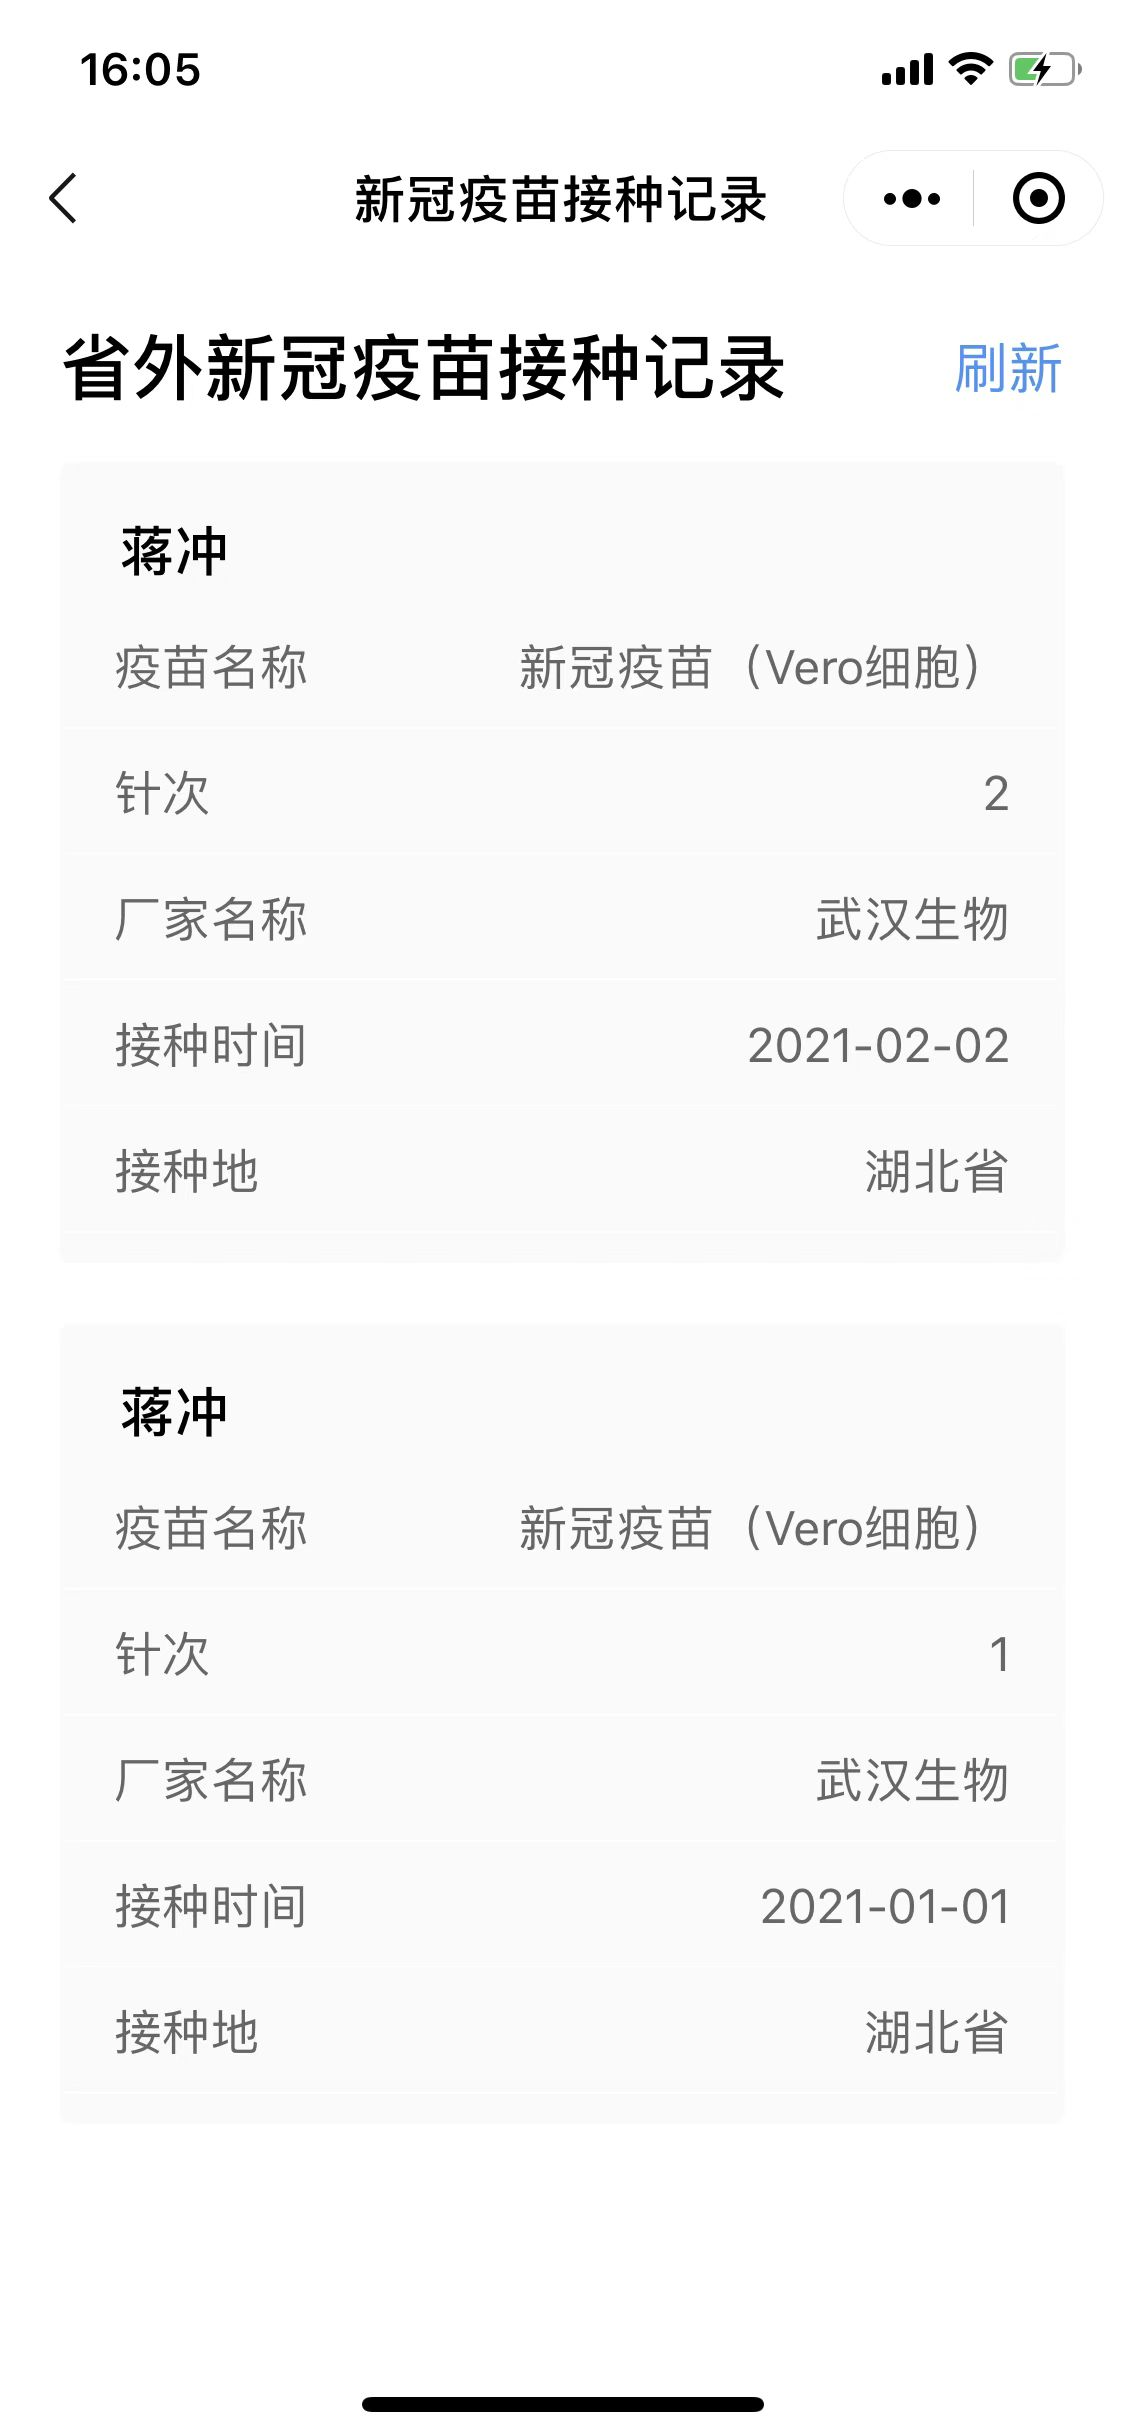 16:05
新冠疫苗接种记录
省外新冠疫苗接种记录 刷新
蒋冲
疫苗名称 新冠疫苗（Vero细胞）
针次 2
厂家名称 武汉生物
接种时间 2021-02-02
接种地 湖北省
蒋冲
疫苗名称 新冠疫苗（Vero细胞）
针次 1
厂家名称 武汉生物
接种时间 2021-01-01
接种地 湖北省